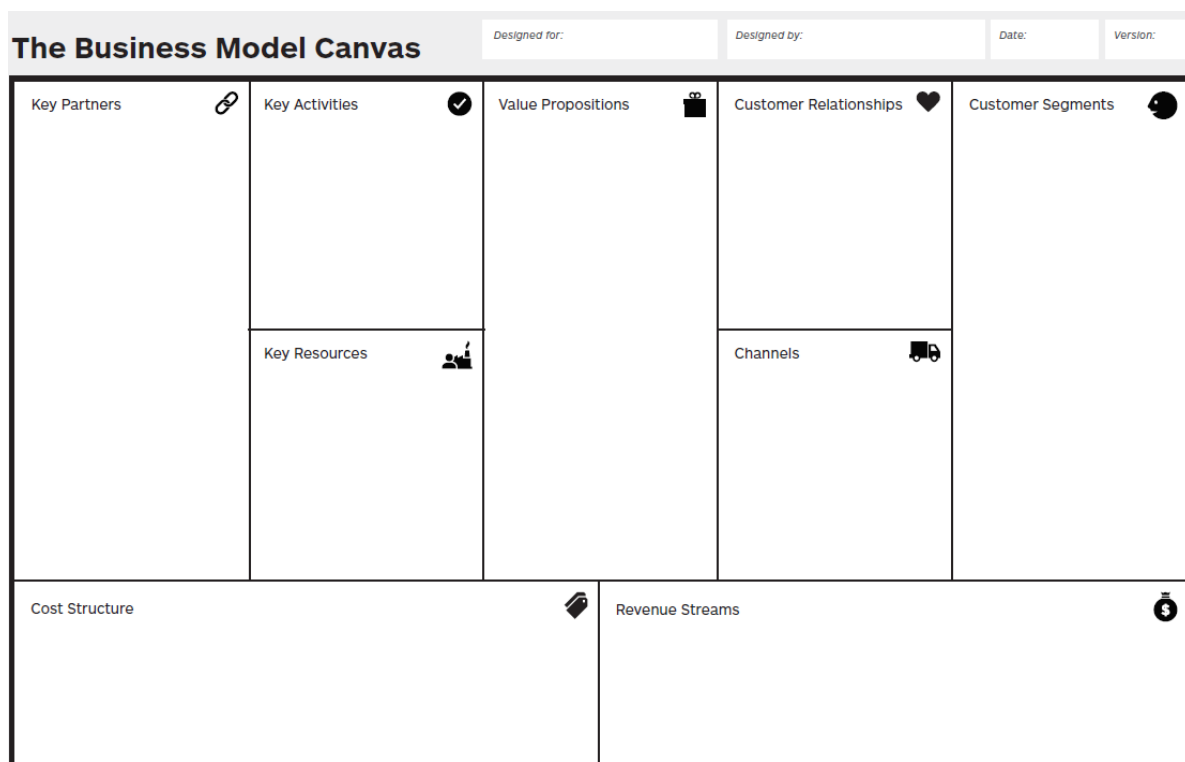 The Business Model Canvas
Designed for:
Designed by:
Date:
Version:
Key Partners
Key Activities
Value Propositions
Customer Relationships
Customer Segments
Key Resources
Channels
Cost Structure
Revenue Streams
$